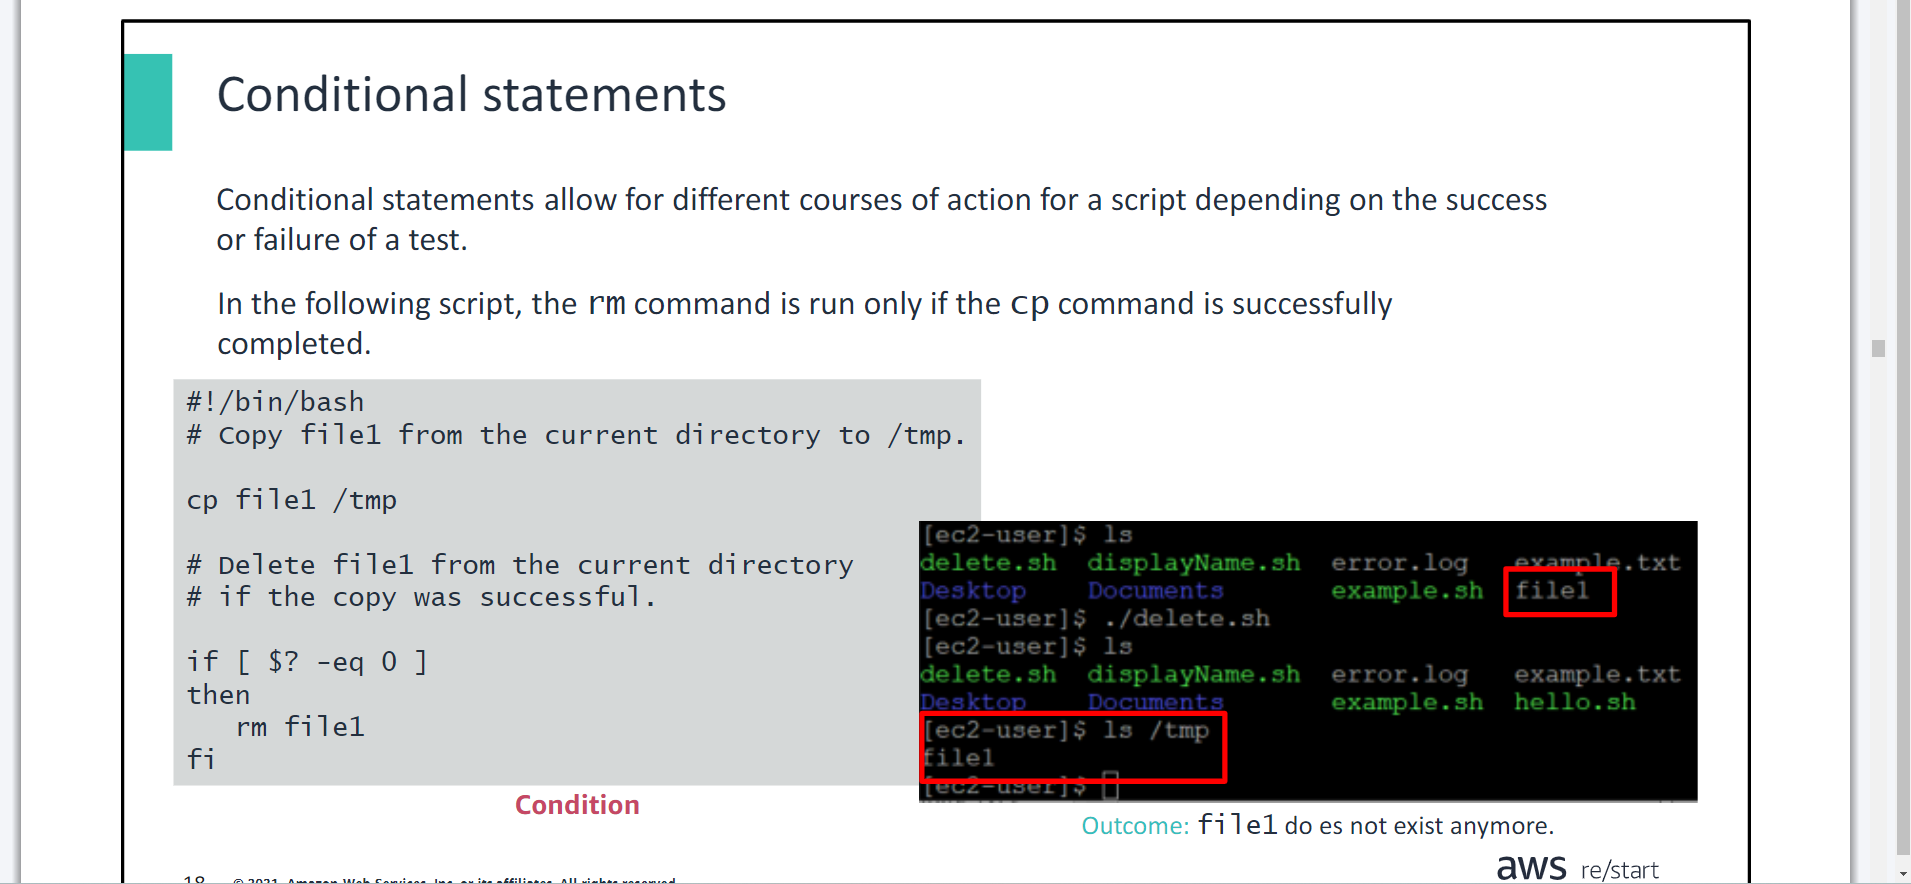 Conditional statements
Conditional statements allow for different courses of action for a script depending on the success
or failure of a test.
In the following script, the rm command is run only if the cp command is successfully
completed.
#!/bin/bash
# Copy file1 from the current directory to /tmp.
cp file1 /tmp
# Delete file1 from the current directory
# if the copy was successful.
if [ $? -eq 0 ]
then
rm file1
fi
Condition
[ec2-user]$ ls
delete.sh displayName.sh error.log example.txt
Desktop Documents example.sh file1
[ec2-user]$ ./delete.sh
[ec2-user]$ ls
delete.sh displayName.sh error.log example.txt
Desktop Documents example.sh hello.sh
[ec2-user]$ ls /tmp
file1
[ec2-user]$
Outcome: file1 do es not exist anymore.
18 © 2021, Amazon Web Services, Inc. or its affiliates. All rights reserved.
aws re/start